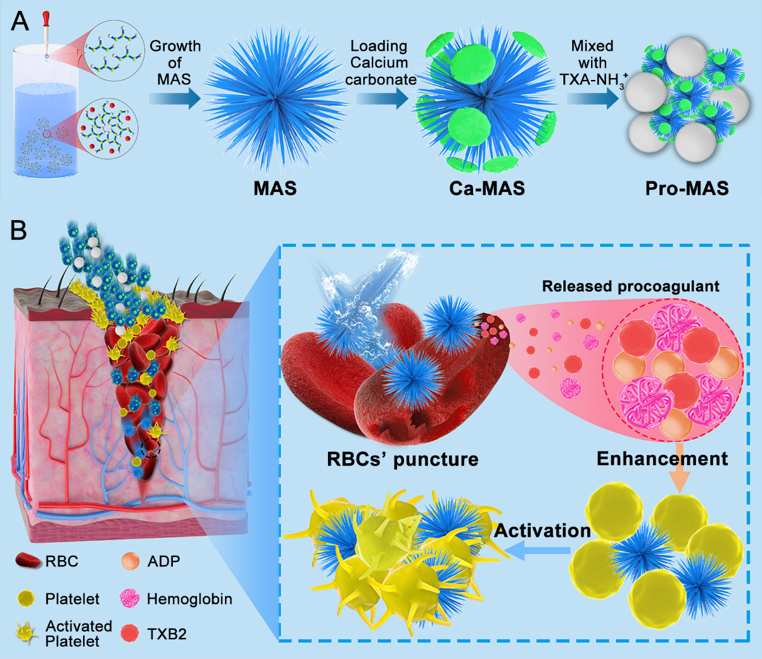 A
Growth
of
MAS
Loading
Calcium
carbonate
Mixed
with
TXA-NH₃⁺
MAS
Ca-MAS
Pro-MAS
B
Released procoagulant
RBCs' puncture
Enhancement
Activation
RBC
ADP
Platelet
Hemoglobin
Activated
Platelet
TXB2